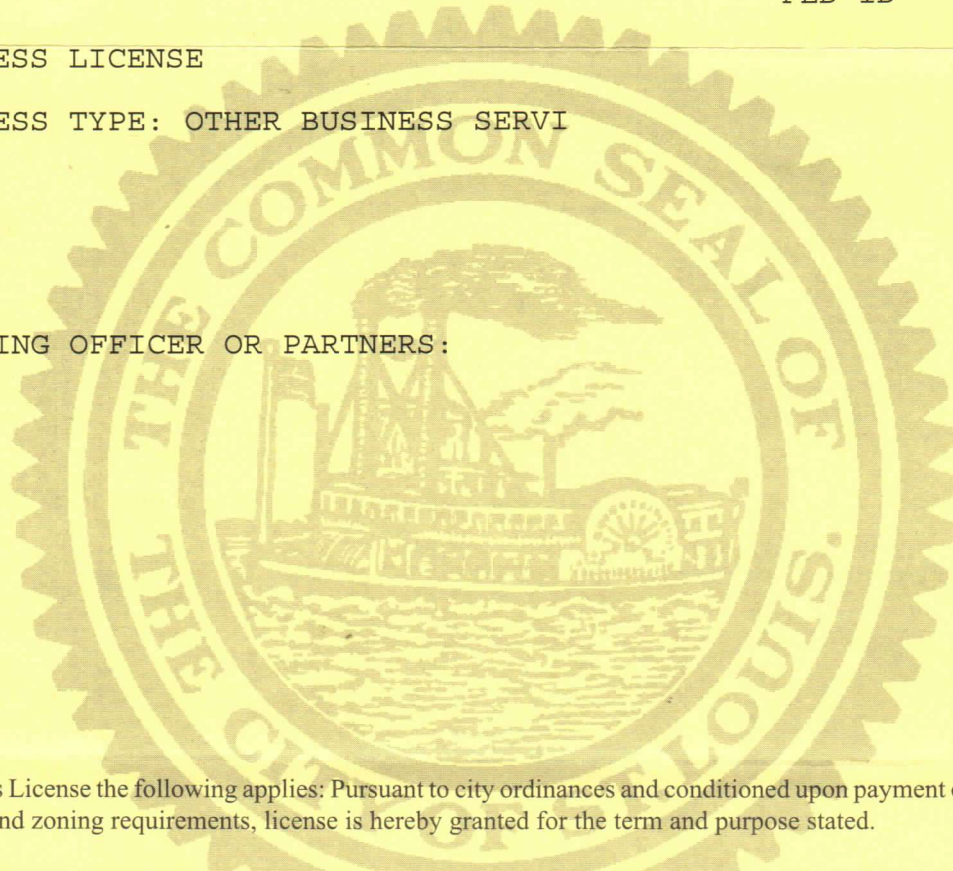 FED ID
ESS LICENSE
ESS TYPE: OTHER BUSINESS SERVI
ING OFFICER OR PARTNERS:
THE COMMON SEAL OF
THE CITY OF ST LOUIS.
s License the following applies: Pursuant to city ordinances and conditioned upon payment
nd zoning requirements, license is hereby granted for the term and purpose stated.